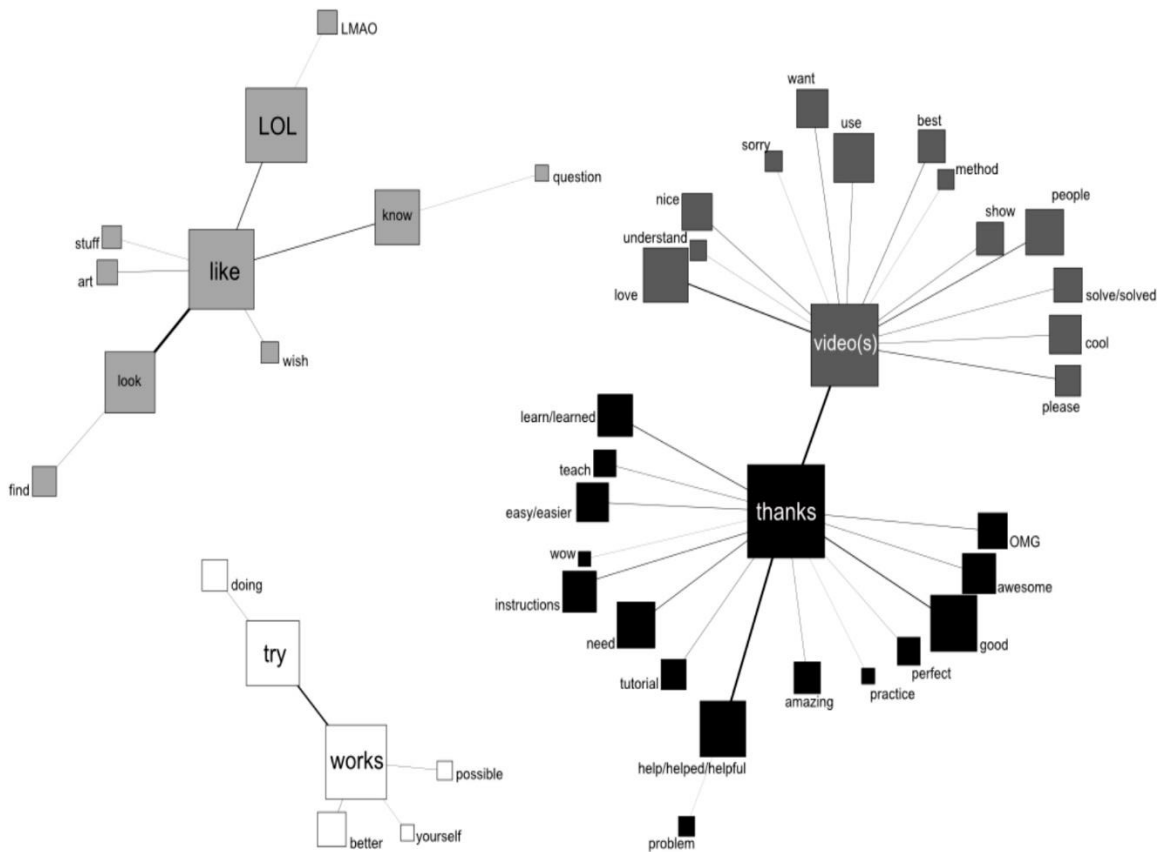 LMAO
LOL
question
know
stuff
like
art
wish
look
find
want
use
best
sorry
method
people
nice
show
understand
love
solve/solved
video(s)
cool
please
learn/learned
teach
easy/easier
thanks
OMG
wow
awesome
instructions
need
good
tutorial
perfect
amazing
practice
help/helped/helpful
problem
doing
try
works
possible
better
yourself